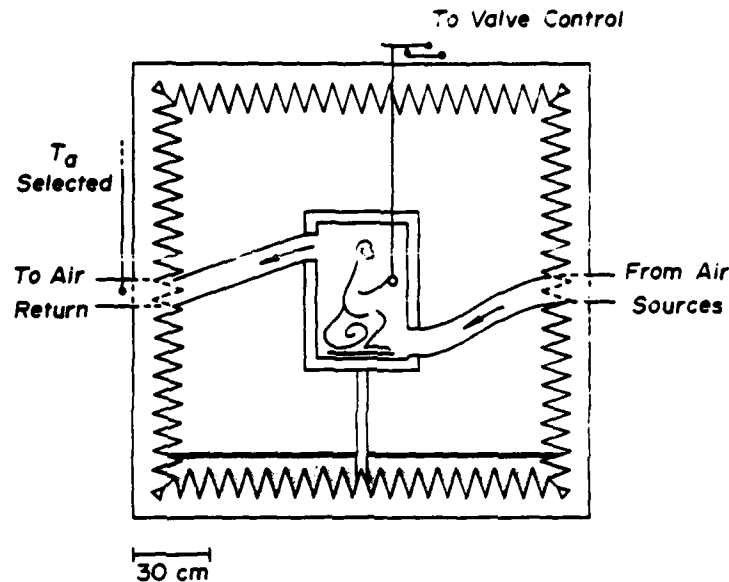 To Valve Control
Ta
Selected
To Air
Return
From Air
Sources
30 cm